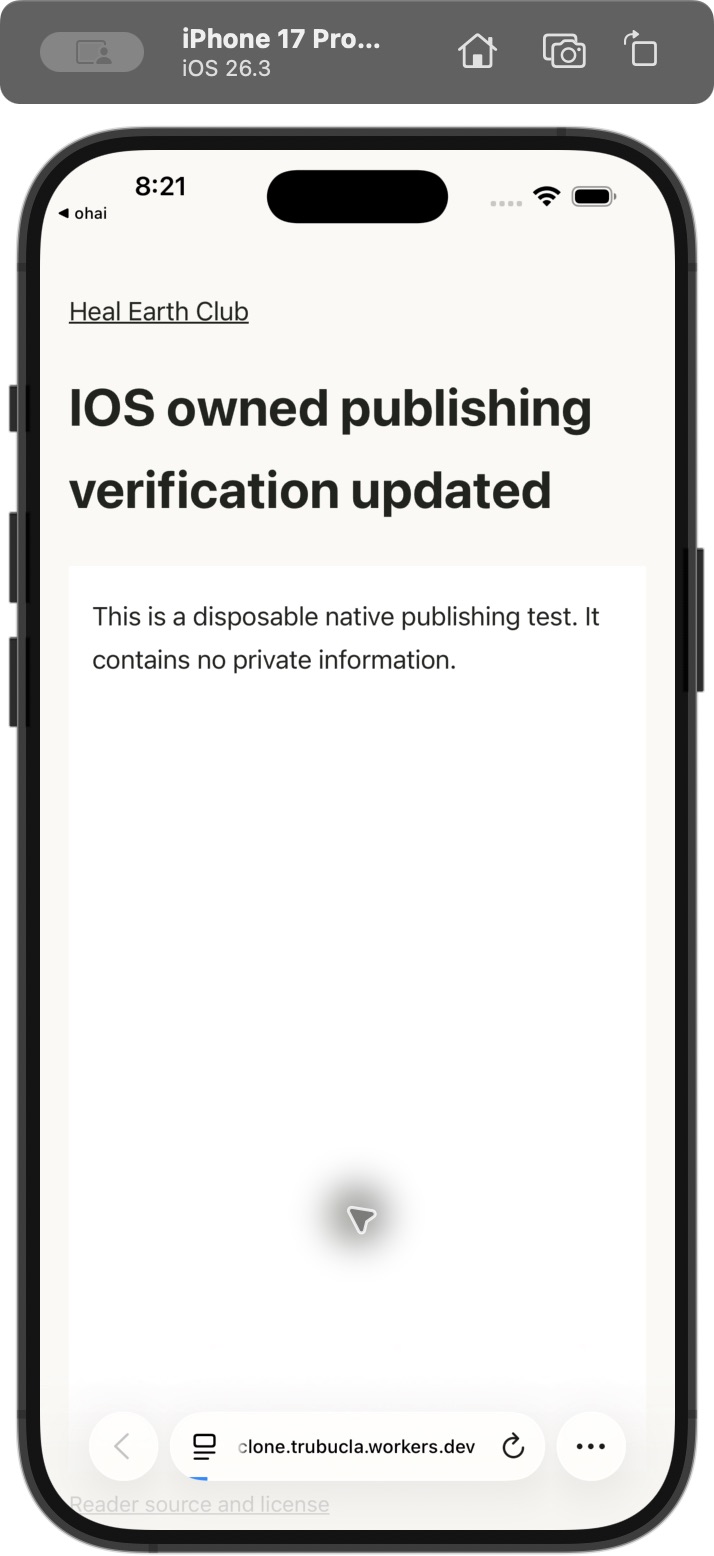 iPhone 17 Pro...
iOS 26.3
8:21
◀ ohai
Heal Earth Club
IOS owned publishing
verification updated
This is a disposable native publishing test. It
contains no private information.
clone.trubucla.workers.dev
Reader source and license